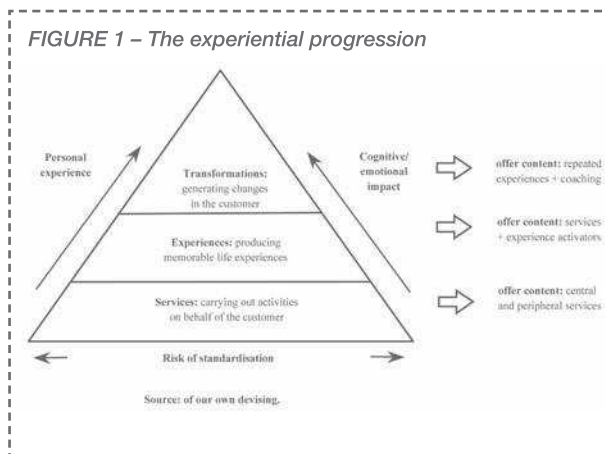 FIGURE 1 – The experiential progression
Personal
experience
Cognitive/
emotional
impact
Transformations:
generating changes
in the customer
offer content: repeated
experiences + coaching
Experiences: producing
memorable life experiences
offer content: services
+ experience activators
Services: carrying out activities
on behalf of the customer
offer content: central
and peripheral services
Risk of standardisation
Source: of our own devising.